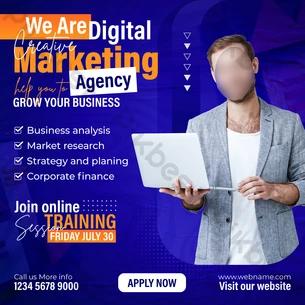 We Are Digital
Creative
Marketing
help you to Agency
GROW YOUR BUSINESS
Business analysis
Market research
Strategy and planing
Corporate finance
Join online
Session TRAINING
FRIDAY JULY 30
Call us More info
1234 5678 9000
APPLY NOW
www.webname.com
Visit our website